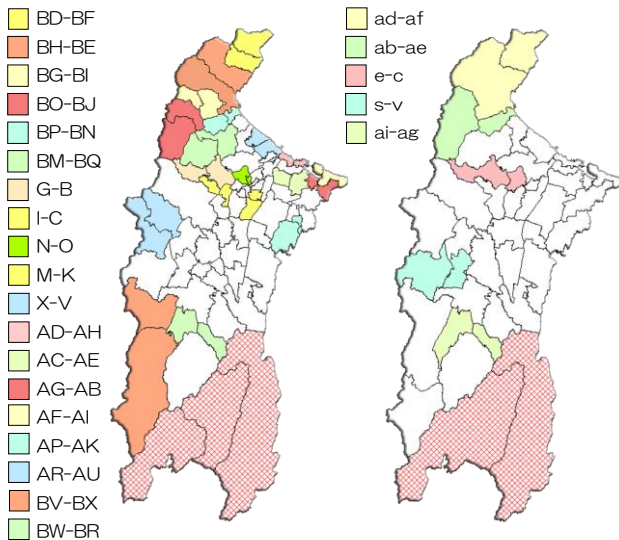 BD-BF
BH-BE
BG-BI
BO-BJ
BP-BN
BM-BQ
G-B
I-C
N-O
M-K
X-V
AD-AH
AC-AE
AG-AB
AF-AI
AP-AK
AR-AU
BV-BX
BW-BR
ad-af
ab-ae
e-c
s-v
ai-ag